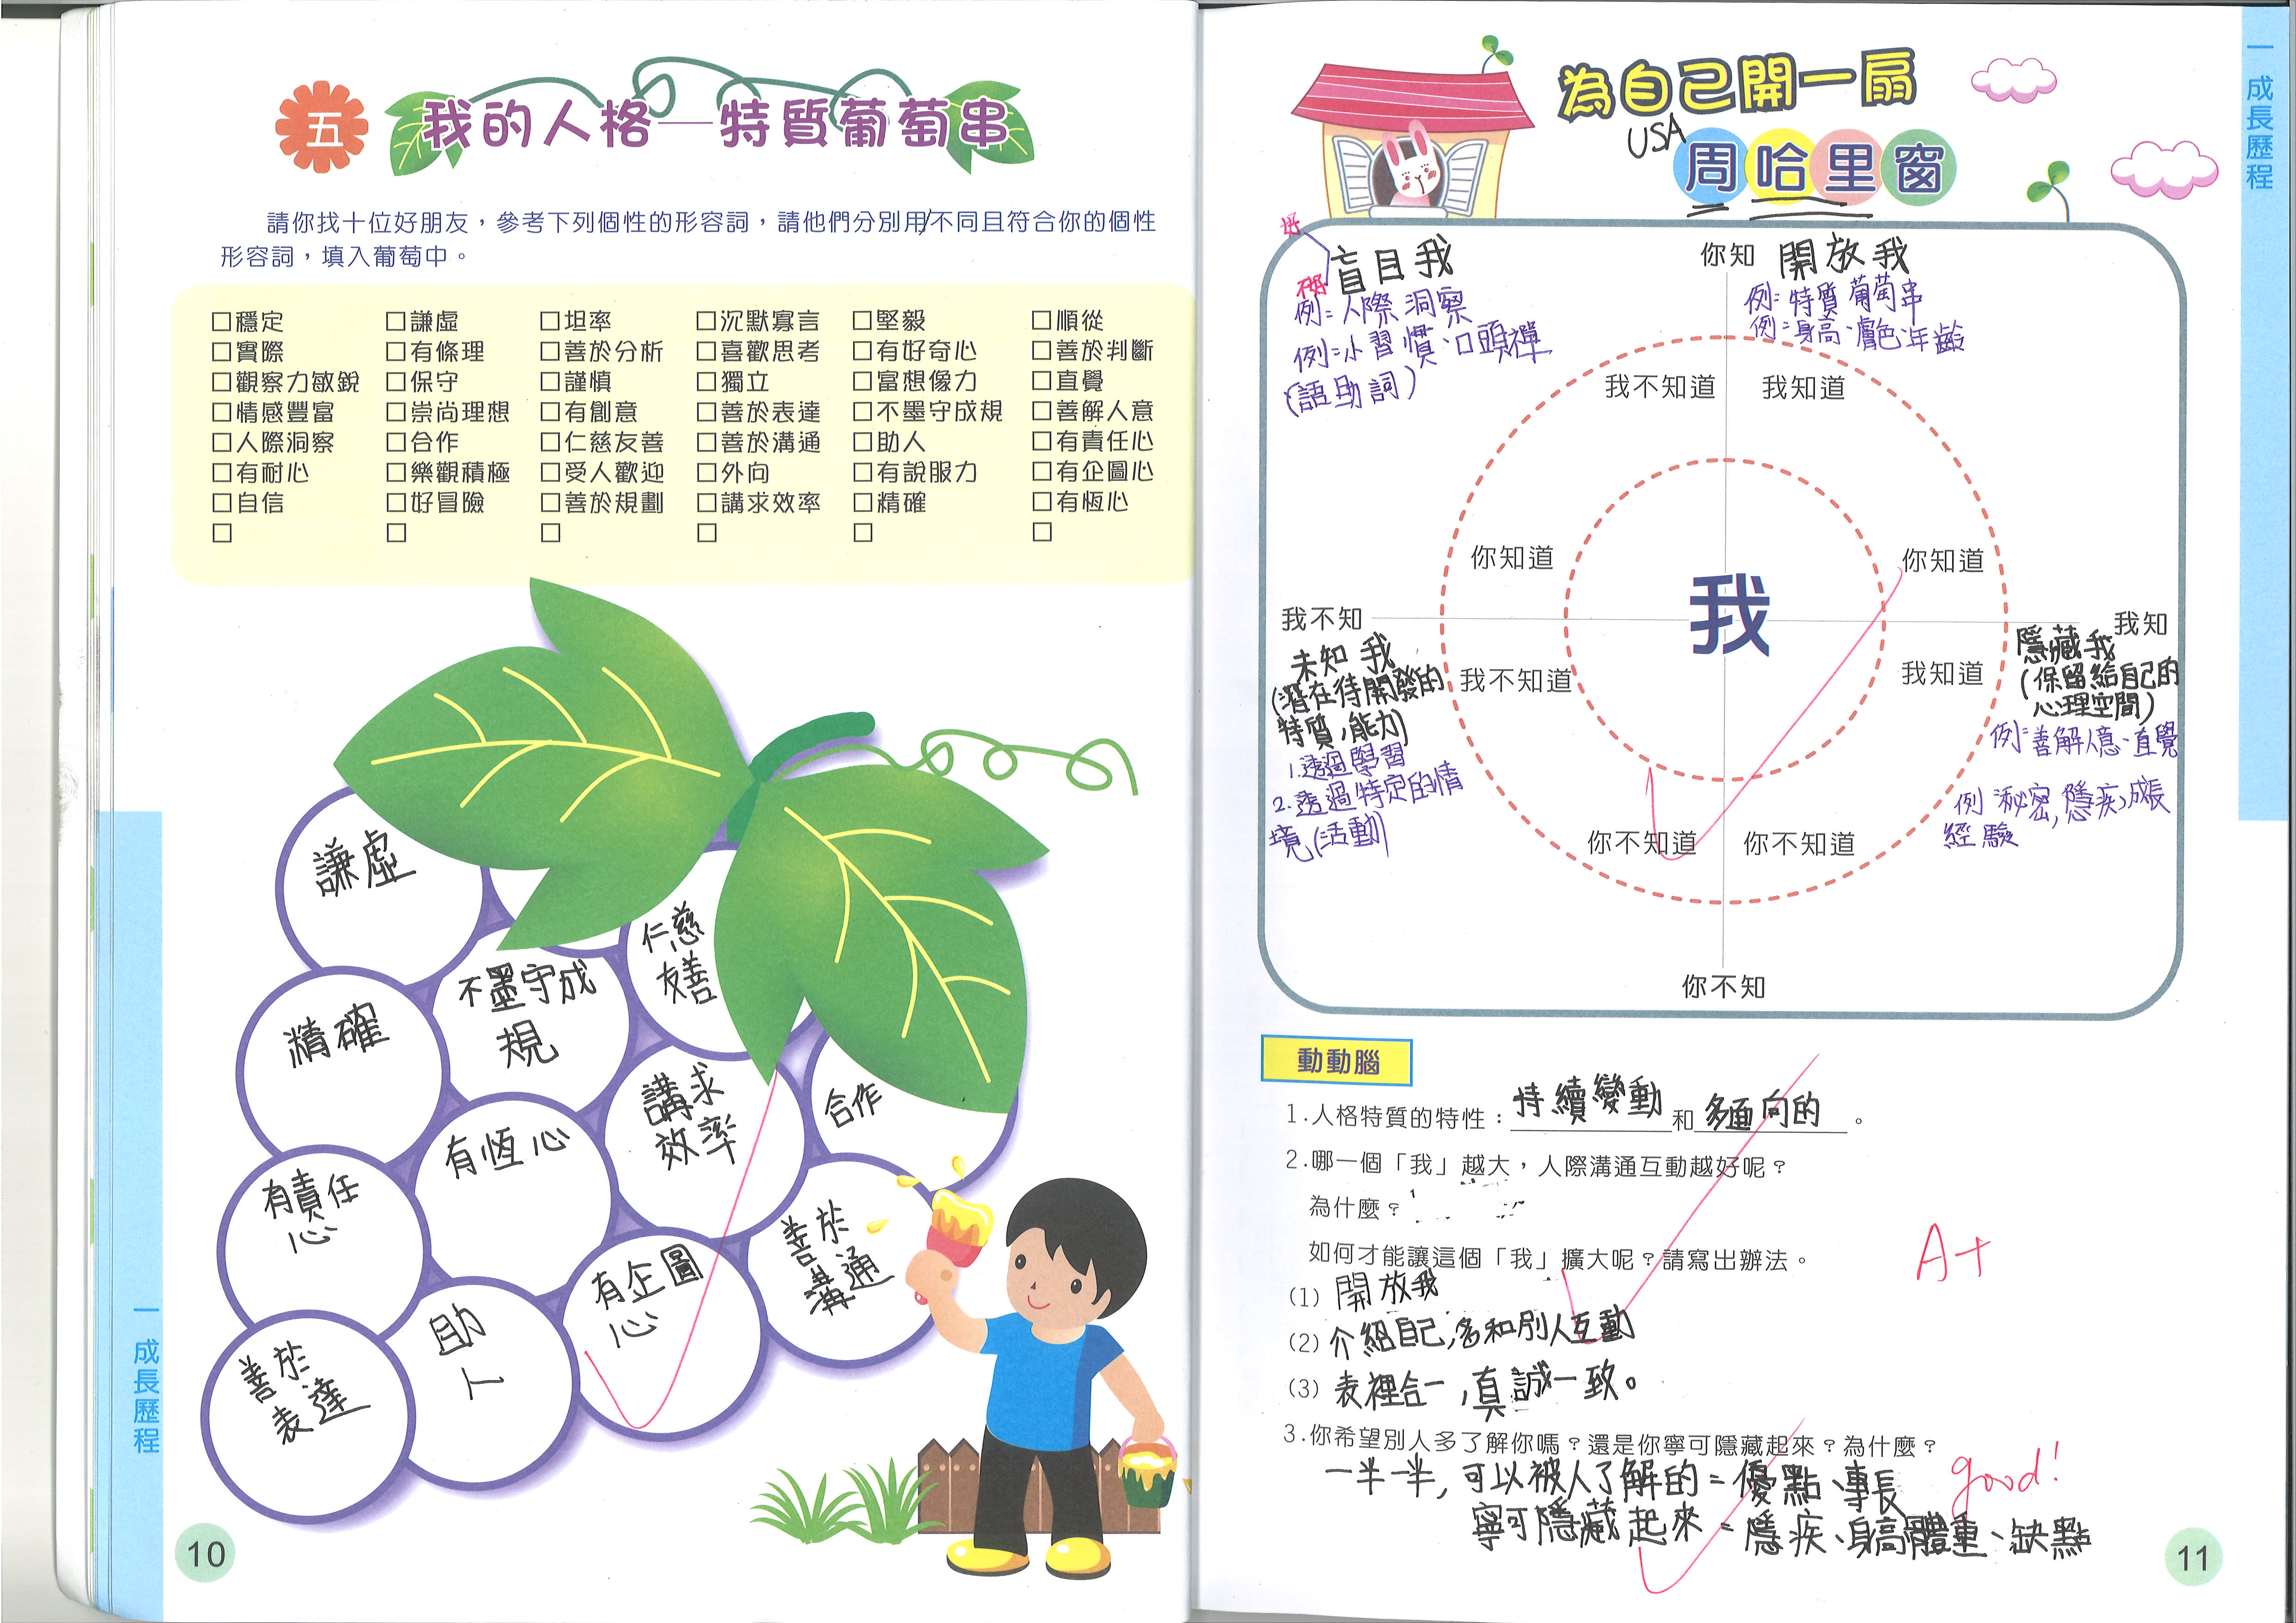 五
我的人格─特質葡萄串
請你找十位好朋友，參考下列個性的形容詞，請他們分別用不同且符合你的個性
形容詞，填入葡萄中。
□穩定 □謙虛 □坦率 □沉默寡言 □堅毅 □順從
□實際 □有條理 □善於分析 □喜歡思考 □有好奇心 □善於判斷
□觀察力敏銳 □保守 □謹慎 □獨立 □富想像力 □直覺
□情感豐富 □崇尚理想 □有創意 □善於表達 □不墨守成規 □善解人意
□人際洞察 □合作 □仁慈友善 □善於溝通 □助人 □有責任心
□有耐心 □樂觀積極 □受人歡迎 □外向 □有說服力 □有企圖心
□自信 □好冒險 □善於規劃 □講求效率 □精確 □有恆心
□ □ □ □ □ □
謙虛
仁慈
友善
精確
不墨守成
規
講求
效率
合作
有責任
心
有恆心
有企圖
心
善於
溝通
善於
表達
助
人
一 成長歷程
10
為自己開一扇
USA
周哈里窗
一 成長歷程
好
盲目我
例:人際洞察
例:小習慣、口頭禪
(語助詞)
你知
開放我
例:特質葡萄串
例:身高、膚色、年齡
我不知道 我知道
你知道 你知道
我
我不知 我知
未知我
(潛在待開發的
特質,能力)
1.透過學習
2.透過特定的情
境(活動)
我不知道 我知道
隱藏我
(保留給自己的
心理空間)
例:善解人意、直覺
例:秘密,隱疾,成長
經驗
你不知道 你不知道
你不知
動動腦
1.人格特質的特性：持續變動和多面向的。
2.哪一個「我」越大，人際溝通互動越好呢？
為什麼？
如何才能讓這個「我」擴大呢？請寫出辦法。
(1) 開放我
(2) 介紹自己,多和別人互動
(3) 表裡合一,真誠一致。
A+
3.你希望別人多了解你嗎？還是你寧可隱藏起來？為什麼？
一半一半,可以被人了解的=優點、專長
寧可隱藏起來=隱疾、身高體重、缺點
good!
11